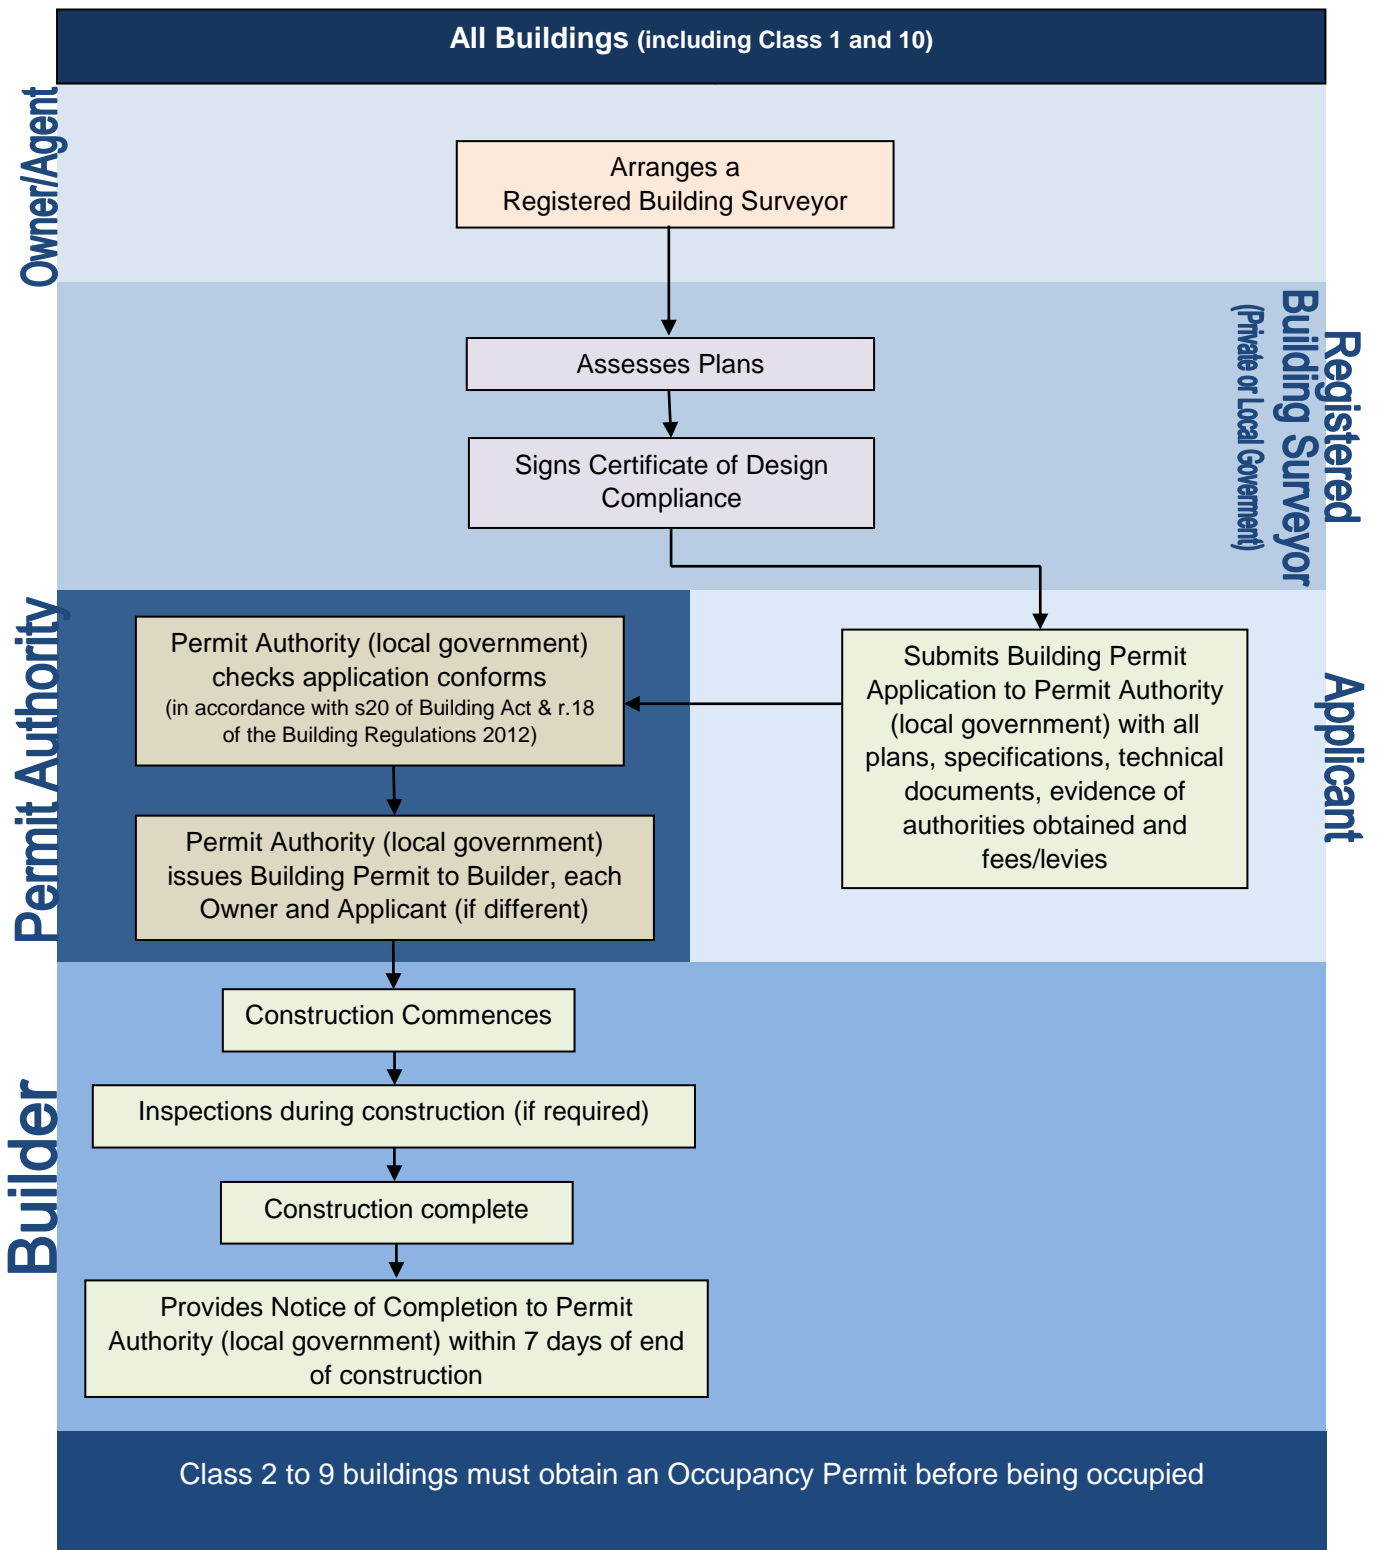 All Buildings (including Class 1 and 10)
Owner/Agent
Arranges a
Registered Building Surveyor
Registered
Building Surveyor
(Private or Local Goverment)
Assesses Plans
Signs Certificate of Design
Compliance
Permit Authority
Permit Authority (local government)
checks application conforms
(in accordance with s20 of Building Act & r.18
of the Building Regulations 2012)
Applicant
Submits Building Permit
Application to Permit Authority
(local government) with all
plans, specifications, technical
documents, evidence of
authorities obtained and
fees/levies
Permit Authority (local government)
issues Building Permit to Builder, each
Owner and Applicant (if different)
Builder
Construction Commences
Inspections during construction (if required)
Construction complete
Provides Notice of Completion to Permit
Authority (local government) within 7 days of end
of construction
Class 2 to 9 buildings must obtain an Occupancy Permit before being occupied